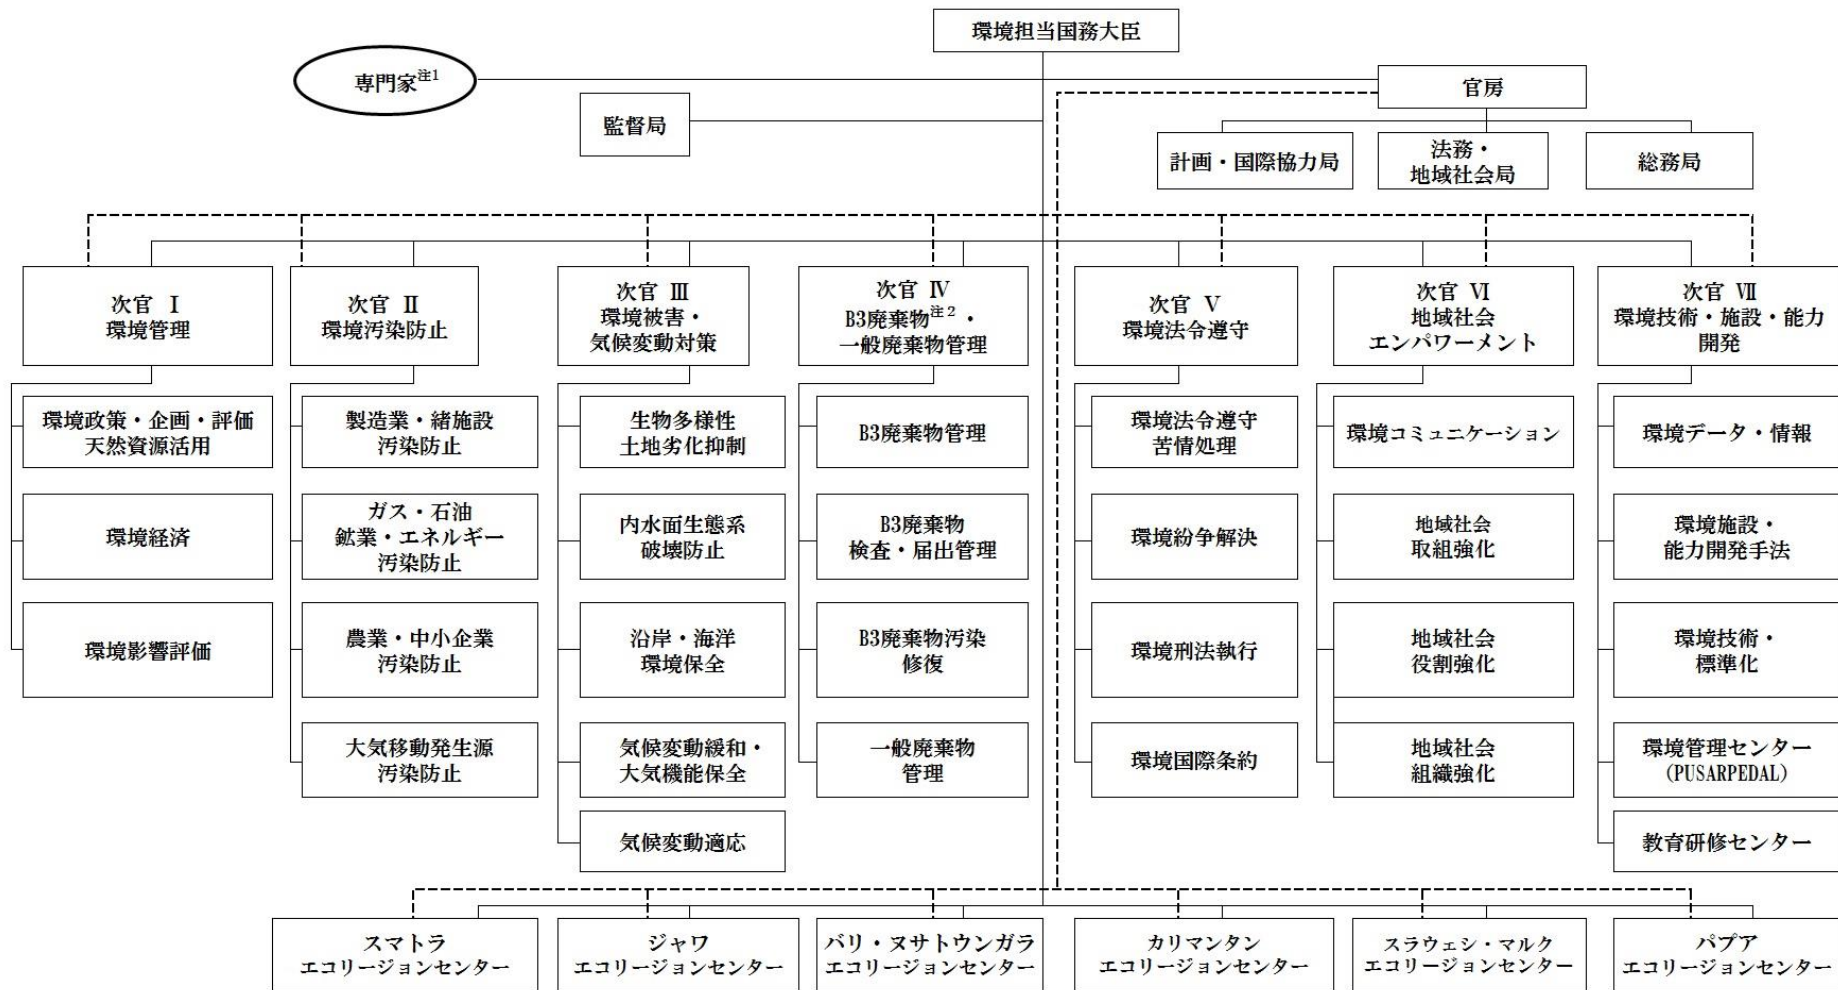 環境担当国務大臣
専門家注1
官房
監督局
計画・国際協力局
法務・
地域社会局
総務局
次官 Ⅰ
環境管理
次官 Ⅱ
環境汚染防止
次官 Ⅲ
環境被害・
気候変動対策
次官 Ⅳ
B3廃棄物注2・
一般廃棄物管理
次官 Ⅴ
環境法令遵守
次官 Ⅵ
地域社会
エンパワーメント
次官 Ⅶ
環境技術・施設・能力
開発
環境政策・企画・評価
天然資源活用
製造業・緒施設
汚染防止
生物多様性
土地劣化抑制
B3廃棄物管理
環境法令遵守
苦情処理
環境コミュニケーション
環境データ・情報
環境経済
ガス・石油
鉱業・エネルギー
汚染防止
内水面生態系
破壊防止
B3廃棄物
検査・届出管理
環境紛争解決
地域社会
取組強化
環境施設・
能力開発手法
環境影響評価
農業・中小企業
汚染防止
沿岸・海洋
環境保全
B3廃棄物汚染
修復
環境刑法執行
地域社会
役割強化
環境技術・
標準化
大気移動発生源
汚染防止
気候変動緩和・
大気機能保全
一般廃棄物
管理
環境国際条約
地域社会
組織強化
環境管理センター
(PUSARPEDAL)
気候変動適応
教育研修センター
スマトラ
エコリージョンセンター
ジャワ
エコリージョンセンター
バリ・ヌサトウンガラ
エコリージョンセンター
カリマンタン
エコリージョンセンター
スラウェシ・マルク
エコリージョンセンター
パプア
エコリージョンセンター